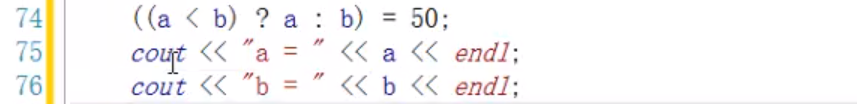 74 ((a < b) ? a : b) = 50;
75 cout << "a = " << a << endl;
76 cout << "b = " << b << endl;